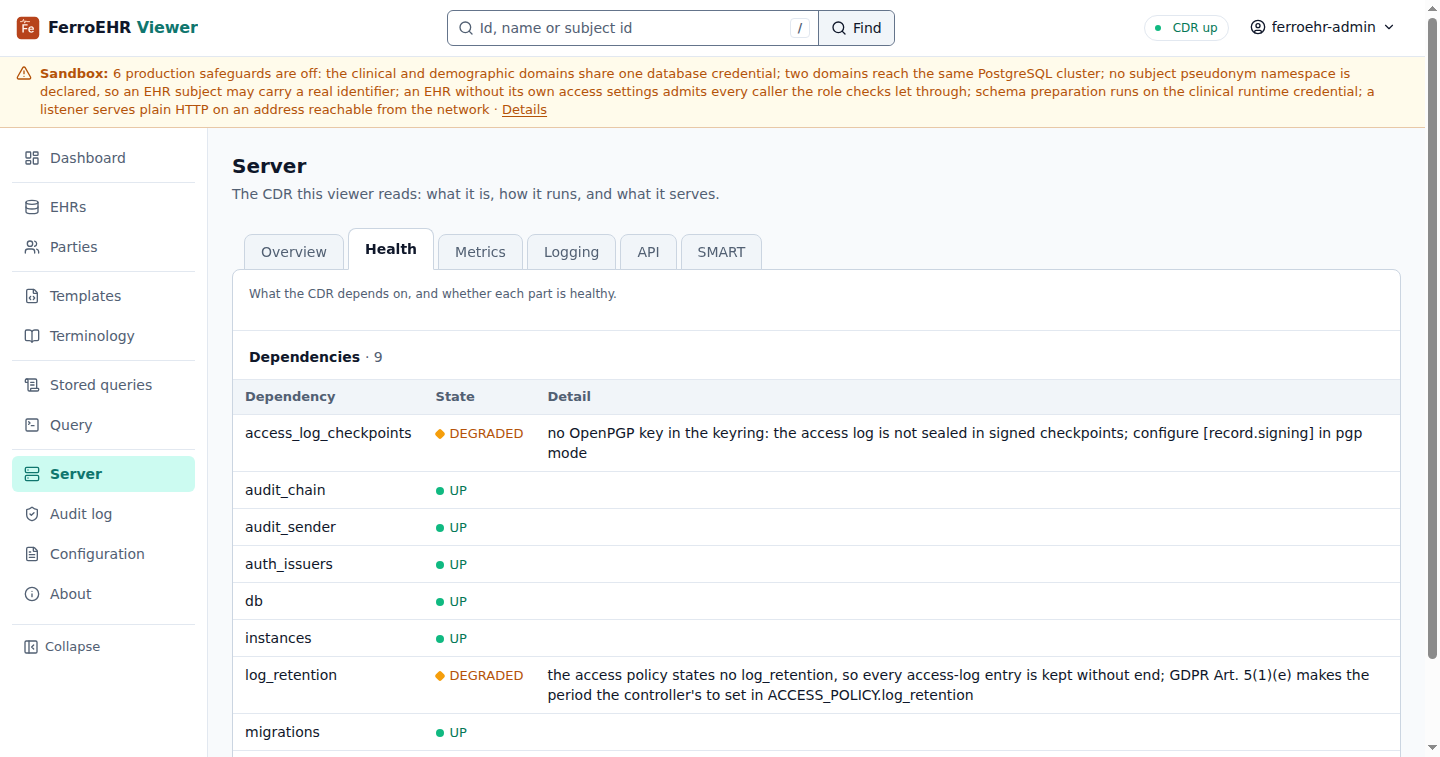 FerroEHR Viewer
Id, name or subject id
/
Find
CDR up
ferroehr-admin
Sandbox: 6 production safeguards are off: the clinical and demographic domains share one database credential; two domains reach the same PostgreSQL cluster; no subject pseudonym namespace is
declared, so an EHR subject may carry a real identifier; an EHR without its own access settings admits every caller the role checks let through; schema preparation runs on the clinical runtime credential; a
listener serves plain HTTP on an address reachable from the network · Details
Dashboard
EHRs
Parties
Templates
Terminology
Stored queries
Query
Server
Audit log
Configuration
About
Collapse
Server
The CDR this viewer reads: what it is, how it runs, and what it serves.
Overview
Health
Metrics
Logging
API
SMART
What the CDR depends on, and whether each part is healthy.
Dependencies · 9
Dependency State Detail
access_log_checkpoints DEGRADED no OpenPGP key in the keyring: the access log is not sealed in signed checkpoints; configure [record.signing] in pgp
mode
audit_chain UP
audit_sender UP
auth_issuers UP
db UP
instances UP
log_retention DEGRADED the access policy states no log_retention, so every access-log entry is kept without end; GDPR Art. 5(1)(e) makes the
period the controller's to set in ACCESS_POLICY.log_retention
migrations UP